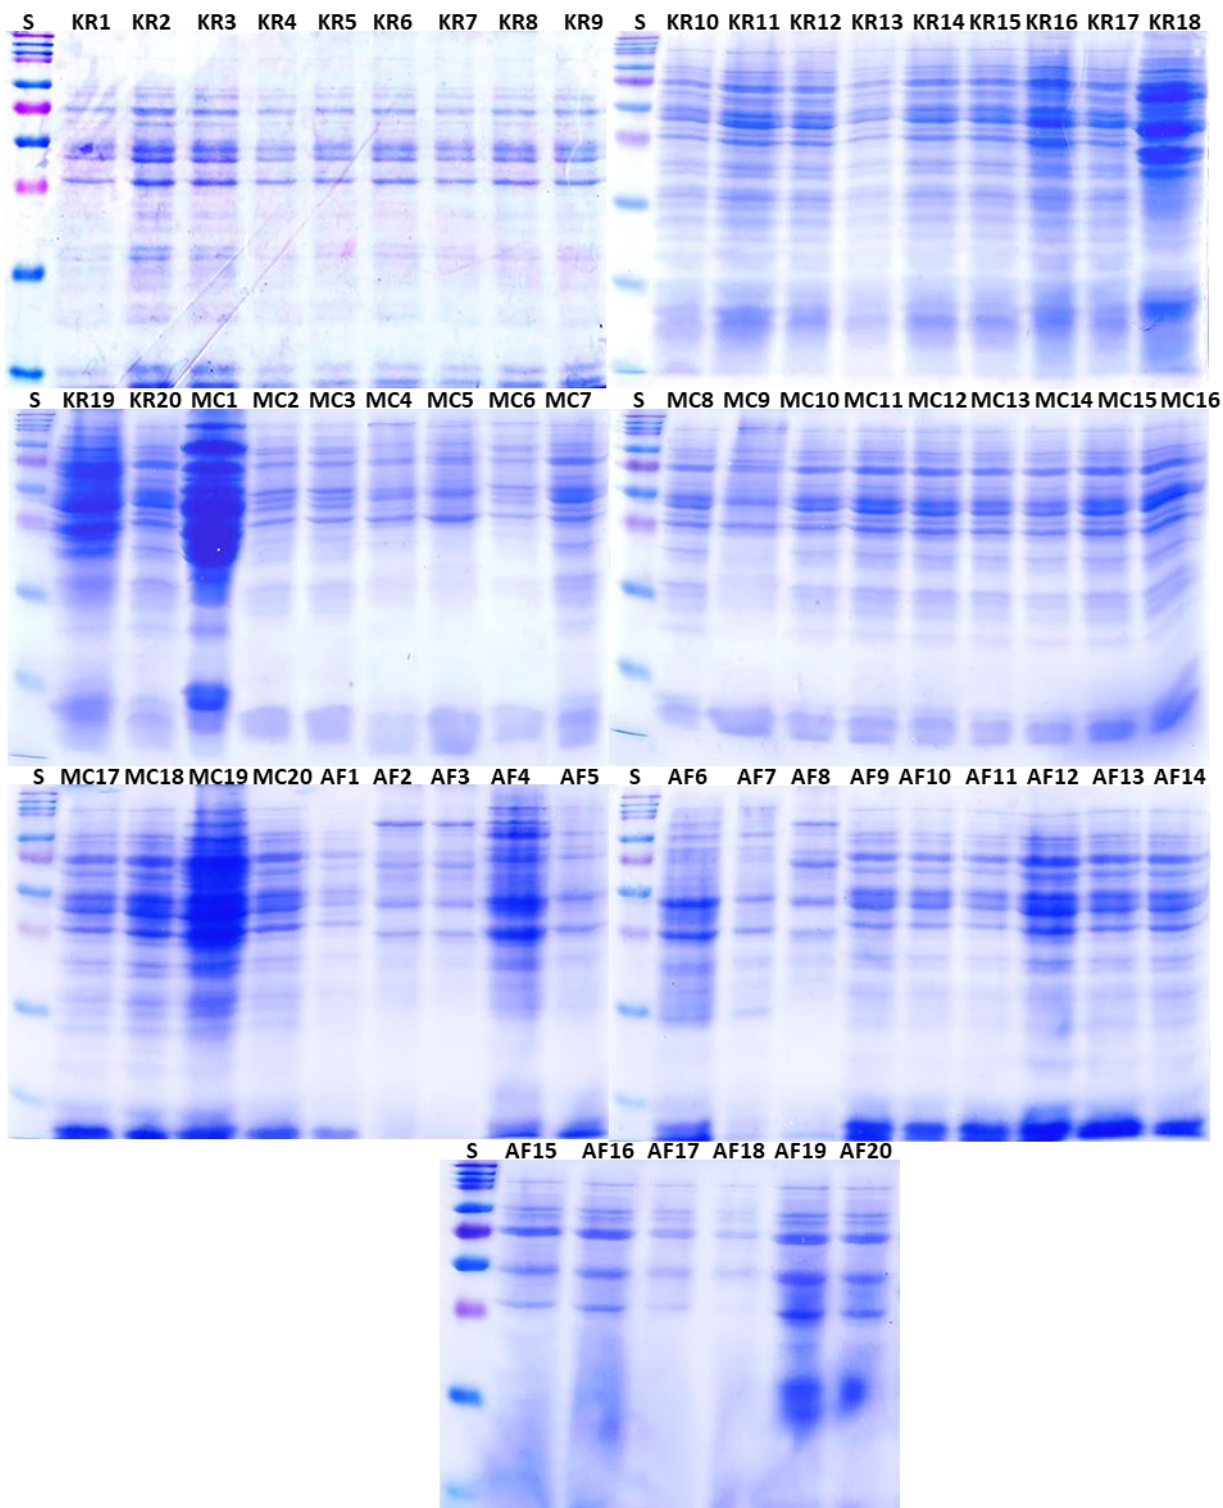 S KR1 KR2 KR3 KR4 KR5 KR6 KR7 KR8 KR9
S KR10 KR11 KR12 KR13 KR14 KR15 KR16 KR17 KR18
S KR19 KR20 MC1 MC2 MC3 MC4 MC5 MC6 MC7
S MC8 MC9 MC10 MC11 MC12 MC13 MC14 MC15 MC16
S MC17 MC18 MC19 MC20 AF1 AF2 AF3 AF4 AF5
S AF6 AF7 AF8 AF9 AF10 AF11 AF12 AF13 AF14
S AF15 AF16 AF17 AF18 AF19 AF20